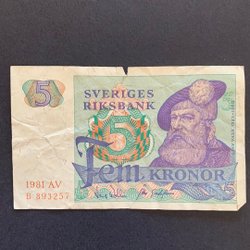 5
SVERIGES
RIKSBANK
5
Fem KRONOR
1981 AV
B 893257
5